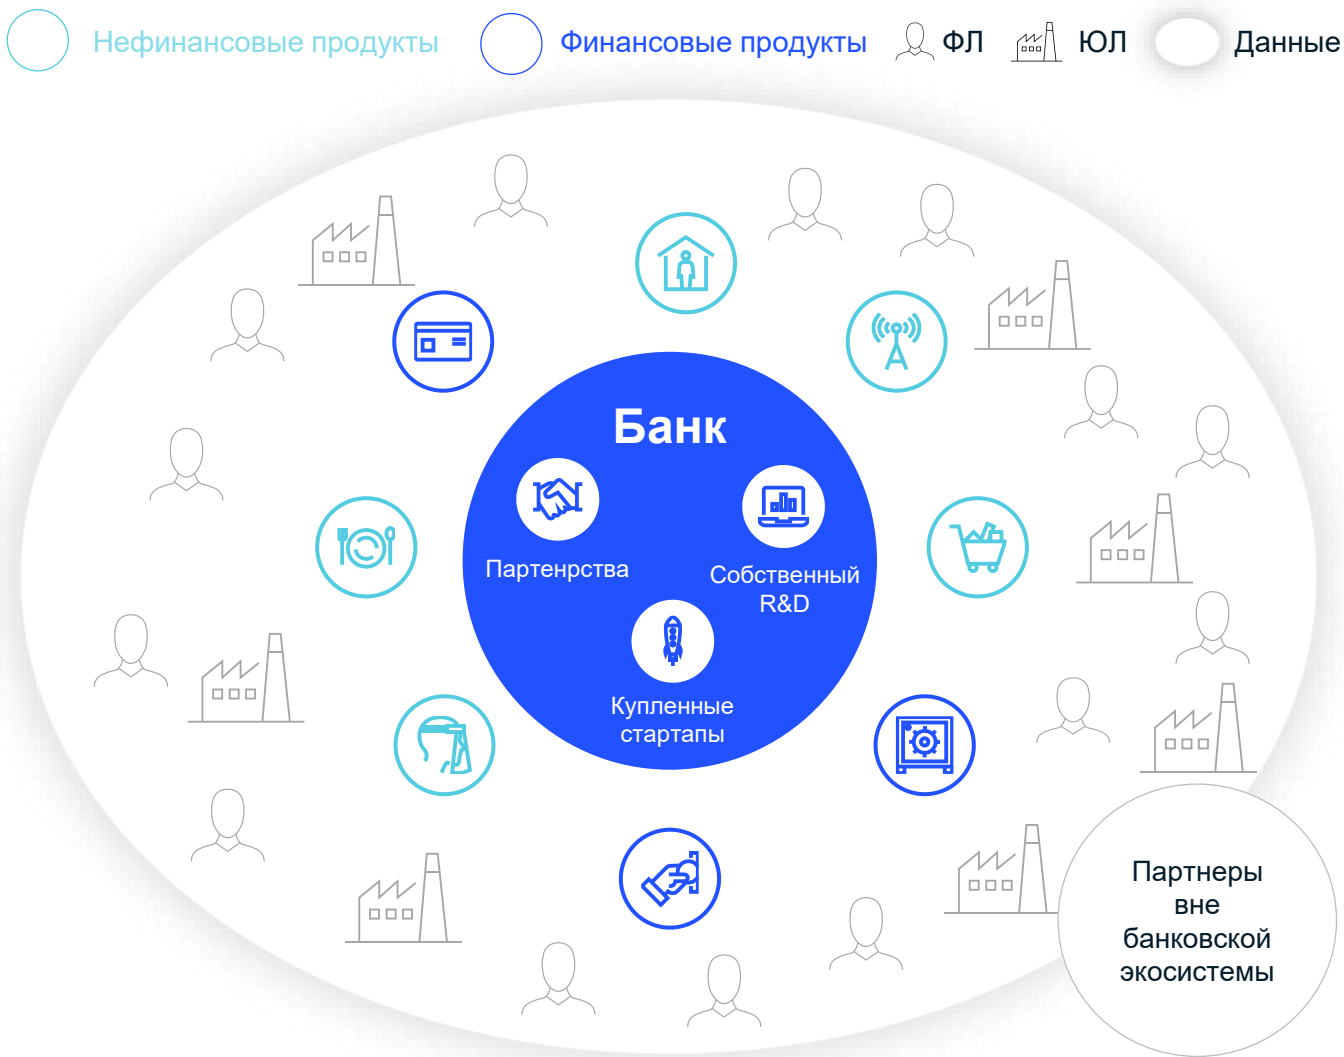 Нефинансовые продукты
Финансовые продукты
ФЛ
ЮЛ
Данные
Банк
Партенрства
Собственный
R&D
Купленные
стартапы
Партнеры
вне
банковской
экосистемы